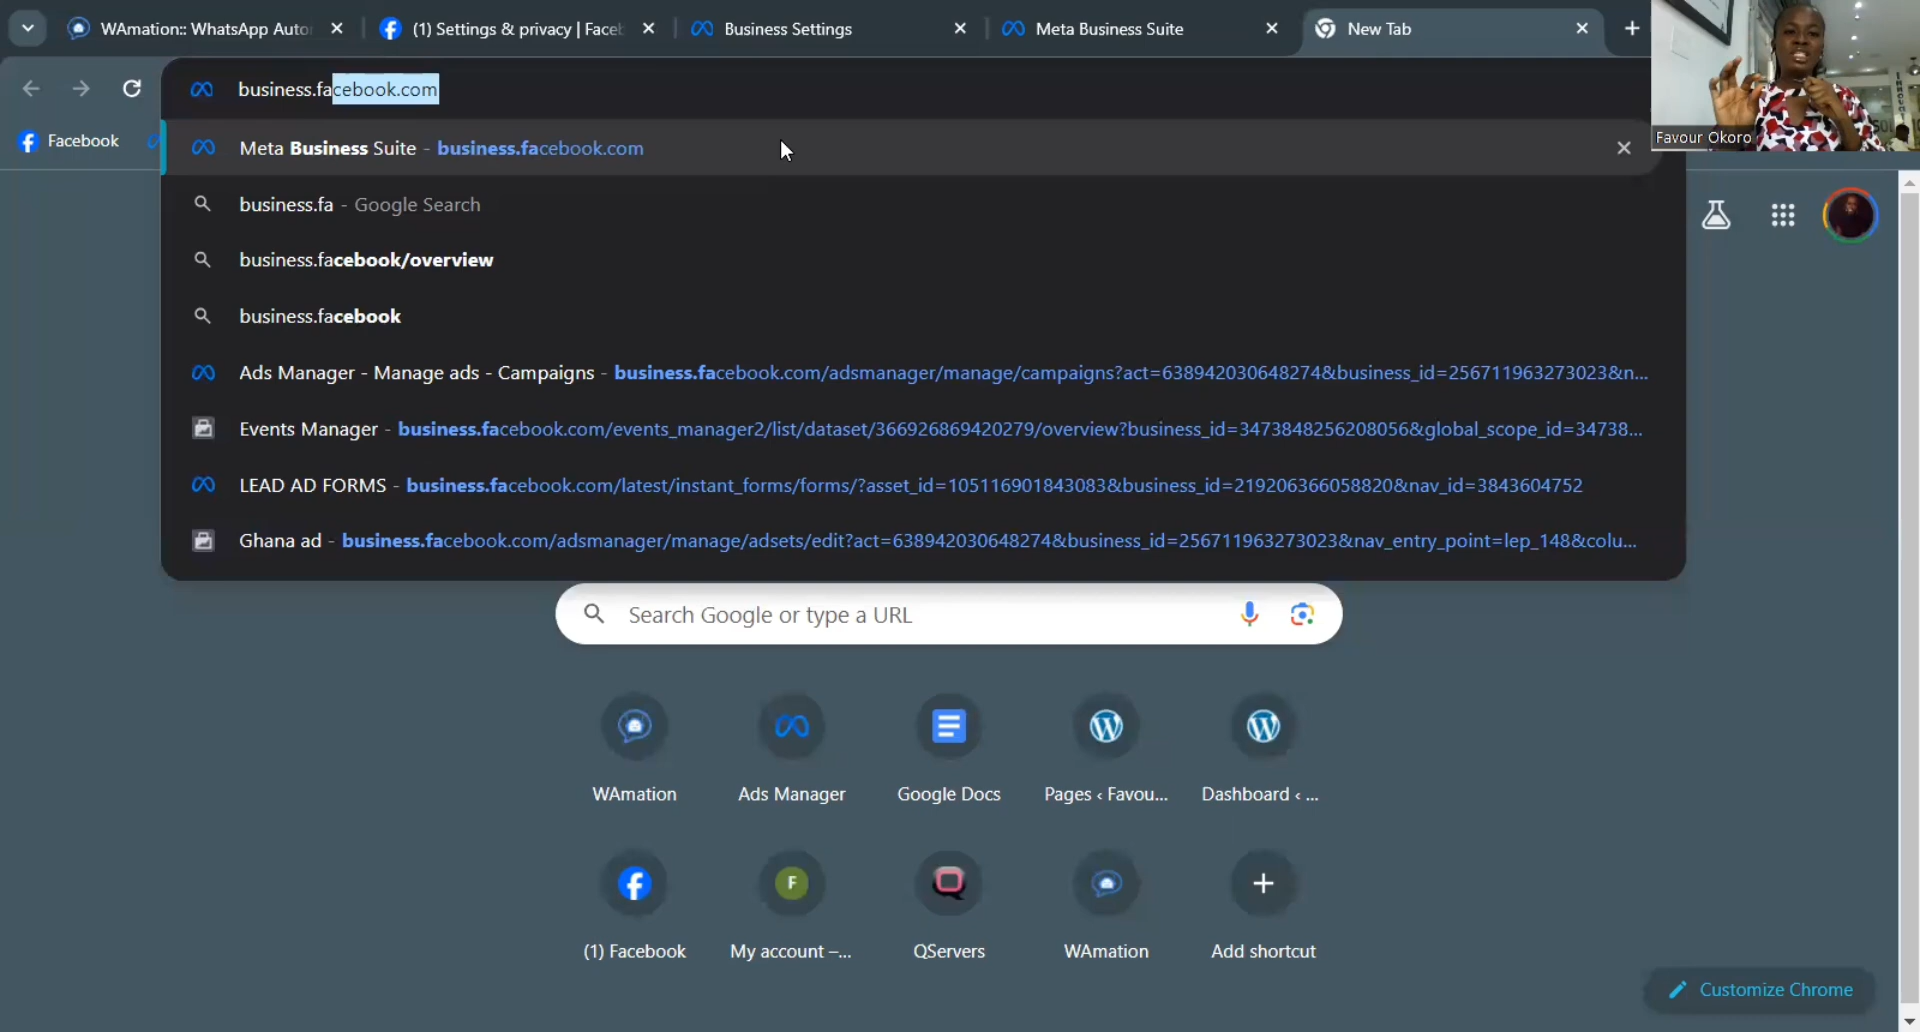 WAmation:: WhatsApp Auto
(1) Settings & privacy | Face
Business Settings
Meta Business Suite
New Tab
business.facebook.com
Favour Okoro
Facebook
Meta Business Suite - business.facebook.com
business.fa - Google Search
business.facebook/overview
business.facebook
Ads Manager - Manage ads - Campaigns - business.facebook.com/adsmanager/manage/campaigns?act=638942030648274&business_id=256711963273023&n...
Events Manager - business.facebook.com/events_manager2/list/dataset/366926869420279/overview?business_id=3473848256208056&global_scope_id=34738...
LEAD AD FORMS - business.facebook.com/latest/instant_forms/forms/?asset_id=105116901843083&business_id=219206366058820&nav_id=3843604752
Ghana ad - business.facebook.com/adsmanager/manage/adsets/edit?act=638942030648274&business_id=256711963273023&nav_entry_point=lep_148&colu...
Search Google or type a URL
WAmation
Ads Manager
Google Docs
Pages ‹ Favou...
Dashboard ‹ ...
F
(1) Facebook
My account –...
QServers
WAmation
Add shortcut
Customize Chrome